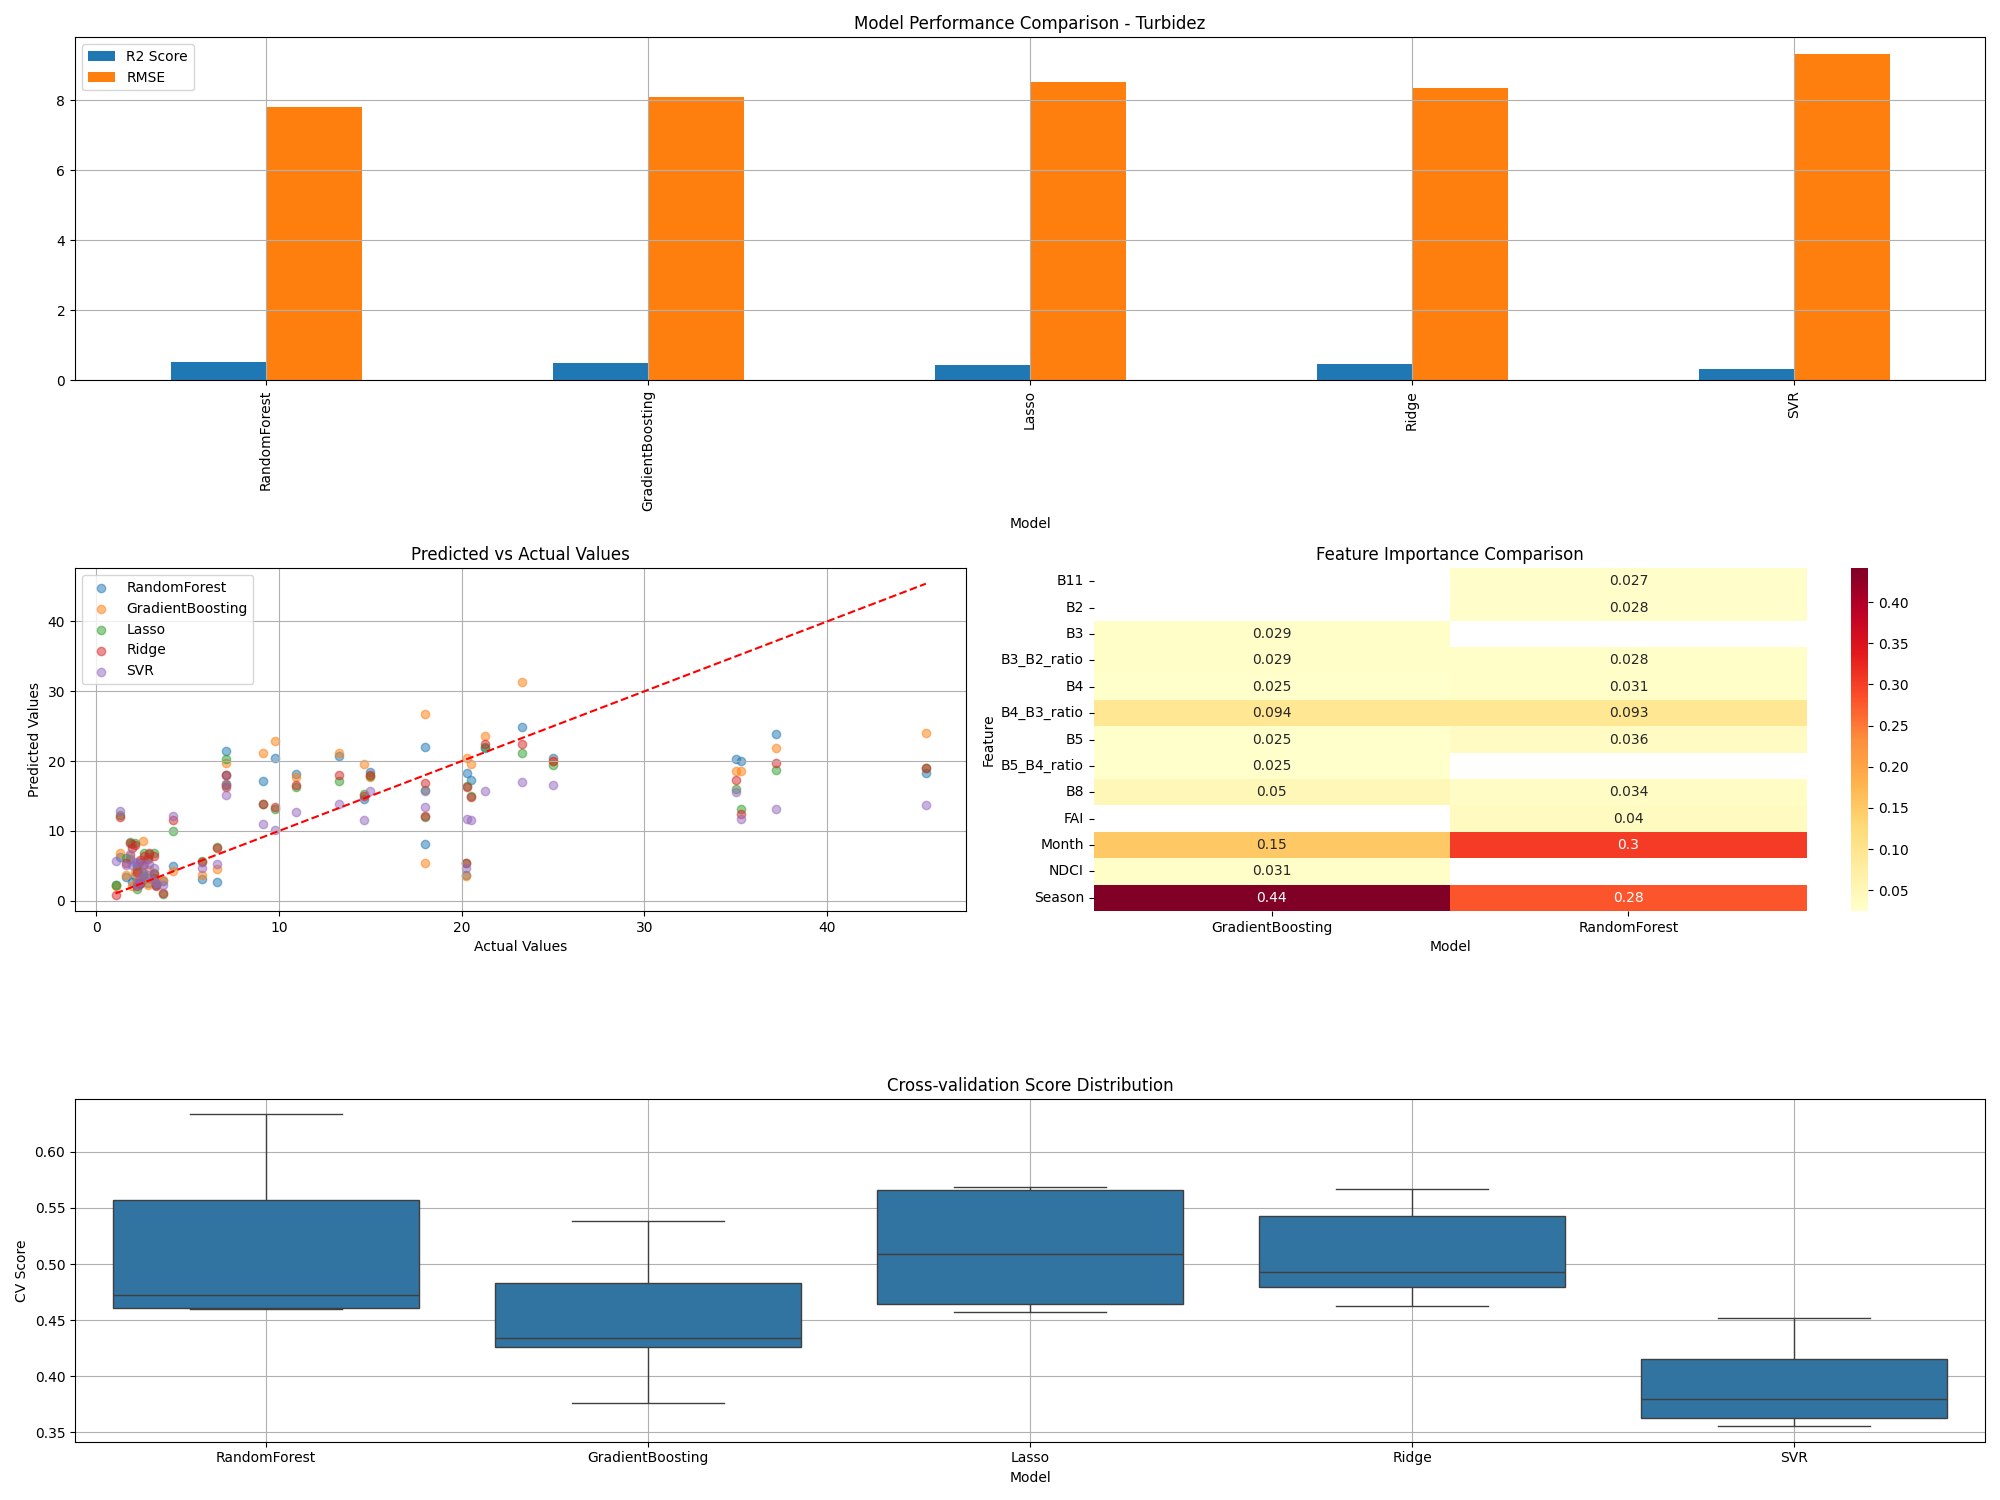 Model Performance Comparison - Turbidez
R2 Score
RMSE
8
6
4
2
0
RandomForest
GradientBoosting
Lasso
Ridge
SVR
Model
Predicted vs Actual Values
RandomForest
GradientBoosting
Lasso
Ridge
SVR
Predicted Values
40
30
20
10
0
0 10 20 30 40
Actual Values
Feature Importance Comparison
Feature
B11 0.027
B2 0.028
B3 0.029
B3_B2_ratio 0.029 0.028
B4 0.025 0.031
B4_B3_ratio 0.094 0.093
B5 0.025 0.036
B5_B4_ratio 0.025
B8 0.05 0.034
FAI 0.04
Month 0.15 0.3
NDCI 0.031
Season 0.44 0.28
GradientBoosting RandomForest
Model
0.40
0.35
0.30
0.25
0.20
0.15
0.10
0.05
Cross-validation Score Distribution
CV Score
0.60
0.55
0.50
0.45
0.40
0.35
RandomForest GradientBoosting Lasso Ridge SVR
Model